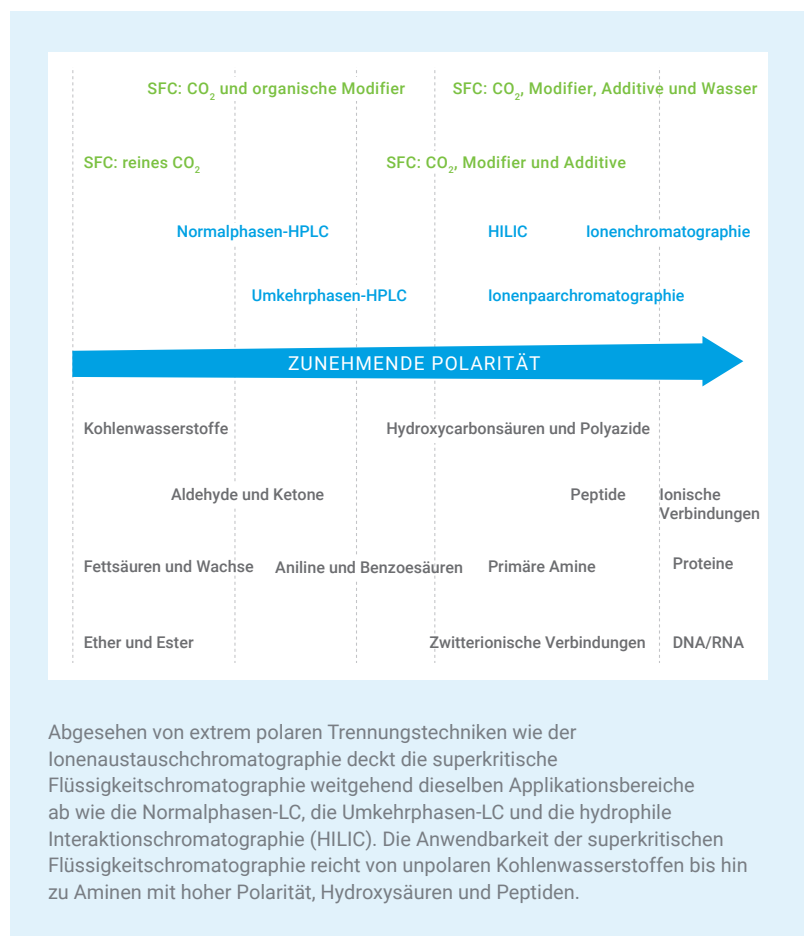 SFC: CO2 und organische Modifier
SFC: CO2, Modifier, Additive und Wasser
SFC: reines CO2
SFC: CO2, Modifier und Additive
Normalphasen-HPLC
HILIC
Ionenchromatographie
Umkehrphasen-HPLC
Ionenpaarchromatographie
ZUNEHMENDE POLARITÄT
Kohlenwasserstoffe
Hydroxycarbonsäuren und Polyazide
Aldehyde und Ketone
Peptide
Ionische
Verbindungen
Fettsäuren und Wachse
Aniline und Benzoesäuren
Primäre Amine
Proteine
Ether und Ester
Zwitterionische Verbindungen
DNA/RNA
Abgesehen von extrem polaren Trennungstechniken wie der
Ionenaustauschchromatographie deckt die superkritische
Flüssigkeitschromatographie weitgehend dieselben Applikationsbereiche
ab wie die Normalphasen-LC, die Umkehrphasen-LC und die hydrophile
Interaktionschromatographie (HILIC). Die Anwendbarkeit der superkritischen
Flüssigkeitschromatographie reicht von unpolaren Kohlenwasserstoffen bis hin
zu Aminen mit hoher Polarität, Hydroxysäuren und Peptiden.